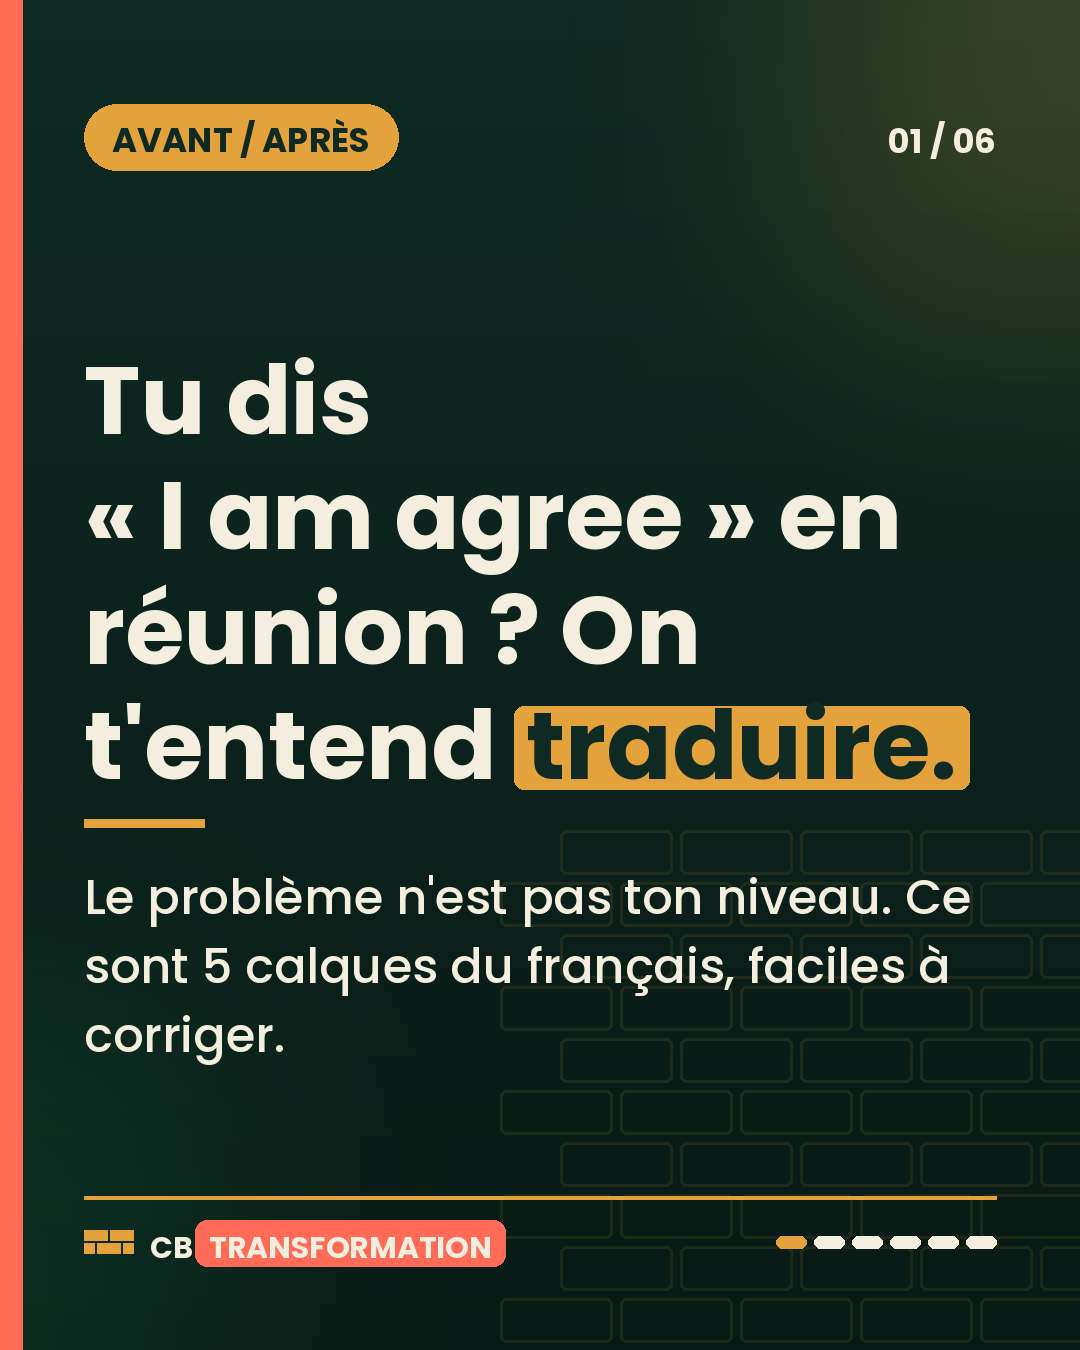 AVANT / APRÈS
01 / 06
Tu dis
« I am agree » en
réunion ? On
t'entend traduire.
Le problème n'est pas ton niveau. Ce
sont 5 calques du français, faciles à
corriger.
CB TRANSFORMATION